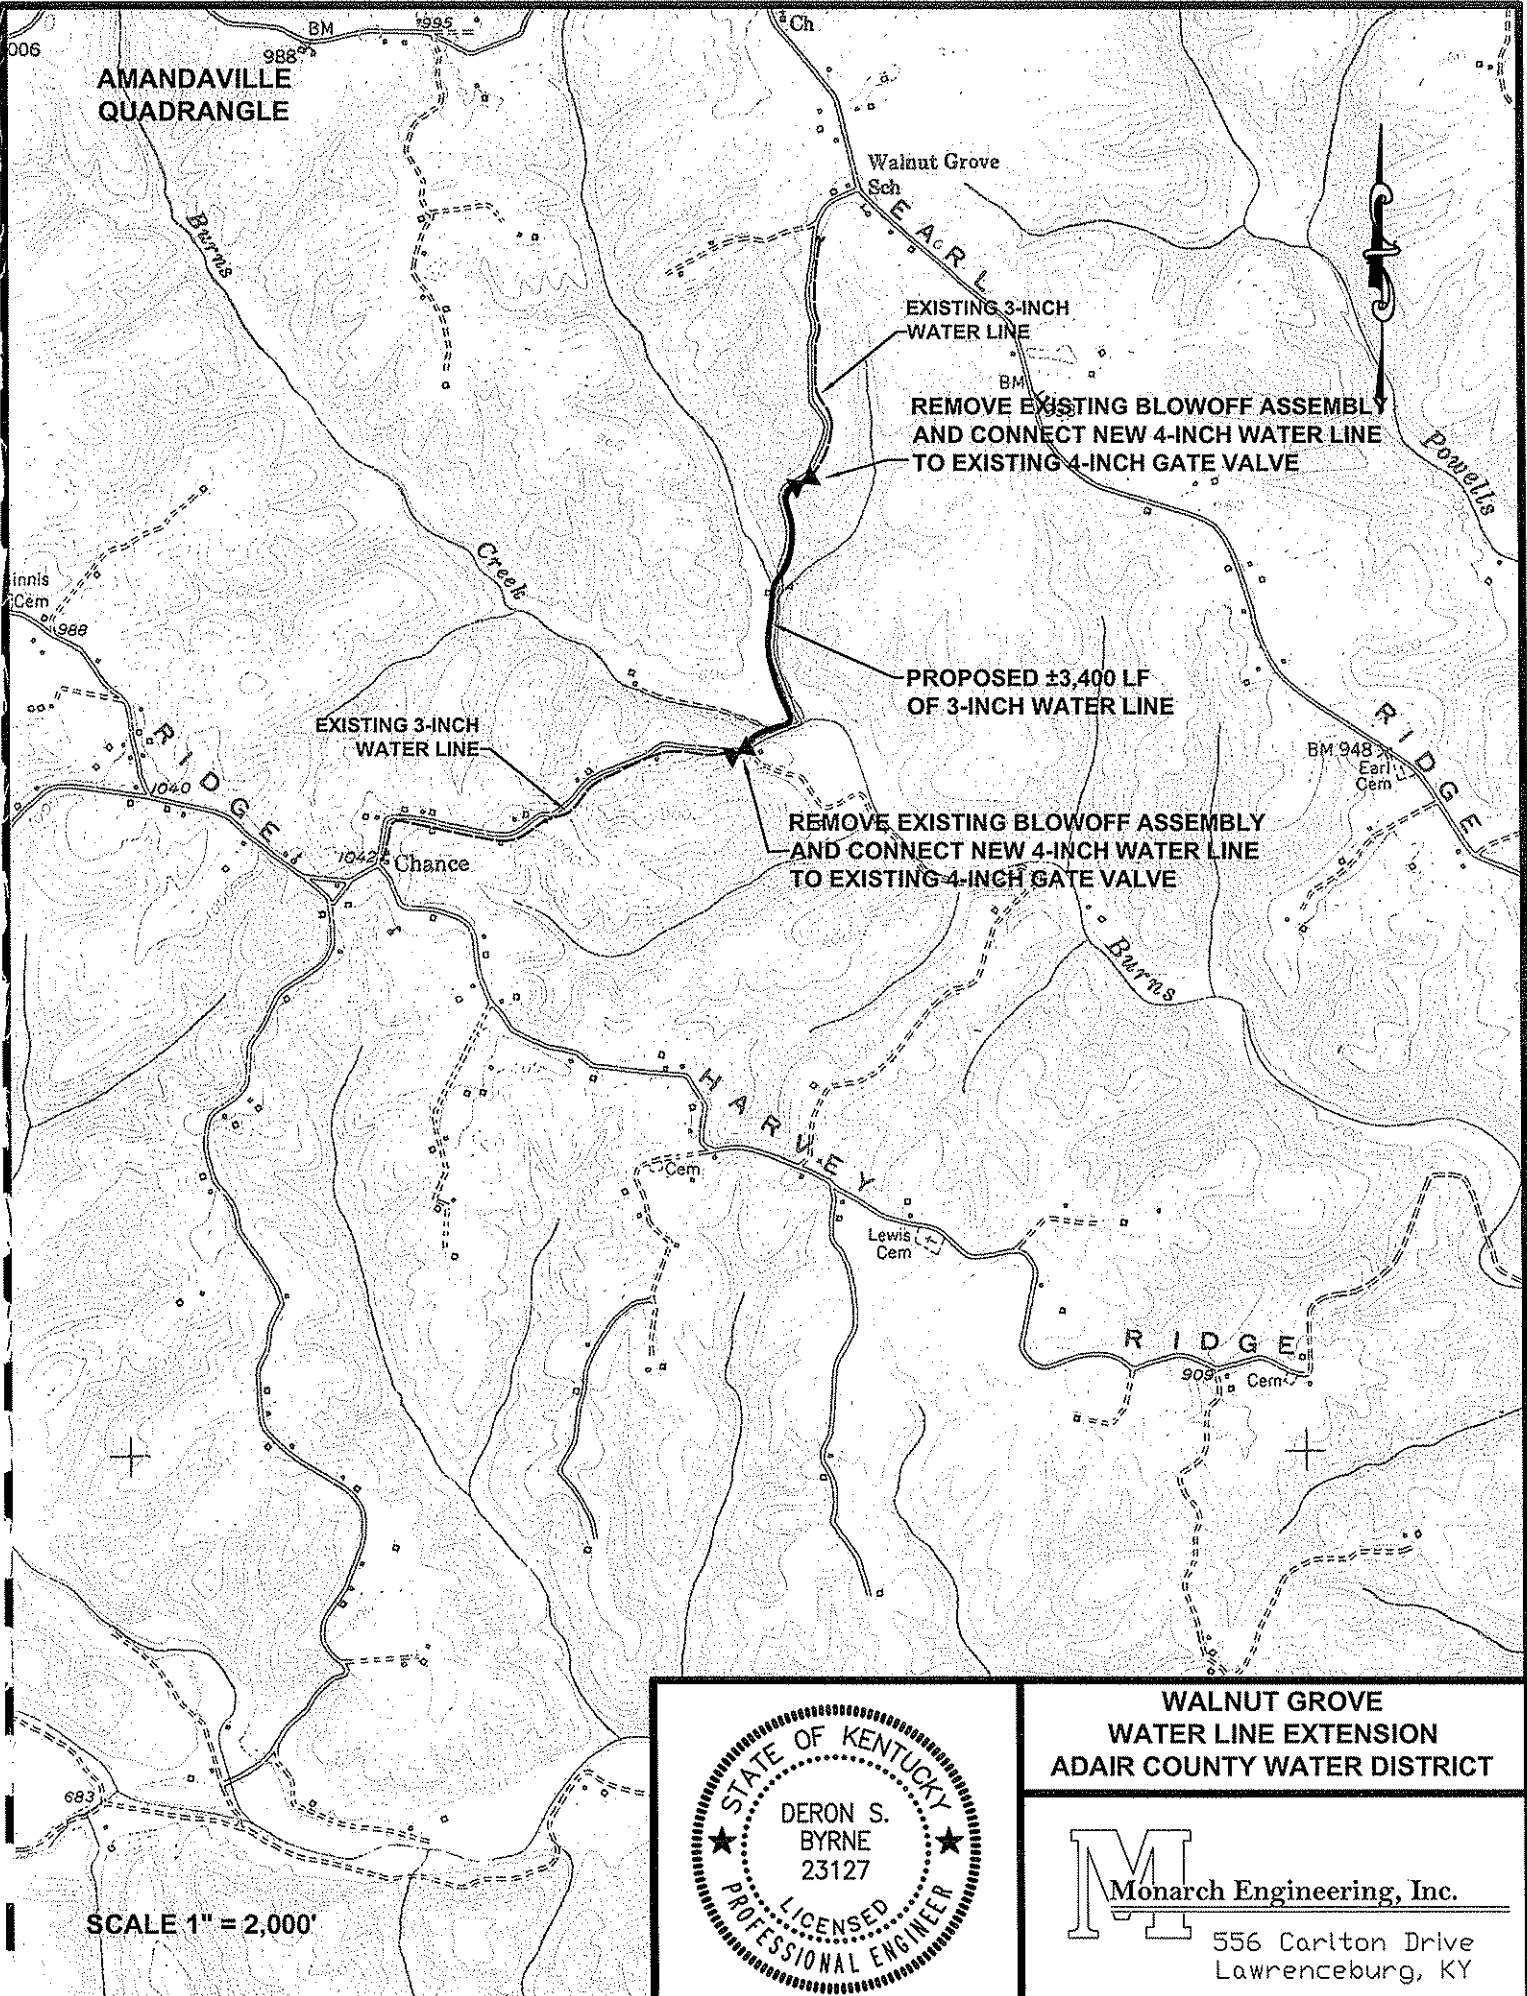 006
BM
995
988
Ch
AMANDAVILLE
QUADRANGLE
Walnut Grove
Sch
Burns
EARL
EXISTING 3-INCH
WATER LINE
BM
REMOVE EXISTING BLOWOFF ASSEMBLY
AND CONNECT NEW 4-INCH WATER LINE
TO EXISTING 4-INCH GATE VALVE
Powells
Creek
innis
Cem
988
PROPOSED ±3,400 LF
OF 3-INCH WATER LINE
RIDGE
EXISTING 3-INCH
WATER LINE
RIDGE
BM 948
Earl
Cem
1040
REMOVE EXISTING BLOWOFF ASSEMBLY
AND CONNECT NEW 4-INCH WATER LINE
TO EXISTING 4-INCH GATE VALVE
1042
Chance
Burns
HARVEY
Cem
Lewis
Cem
RIDGE
909
Cem
683
SCALE 1" = 2,000'
STATE OF KENTUCKY
DERON S.
BYRNE
23127
LICENSED
PROFESSIONAL ENGINEER
WALNUT GROVE
WATER LINE EXTENSION
ADAIR COUNTY WATER DISTRICT
M
Monarch Engineering, Inc.
556 Carlton Drive
Lawrenceburg, KY